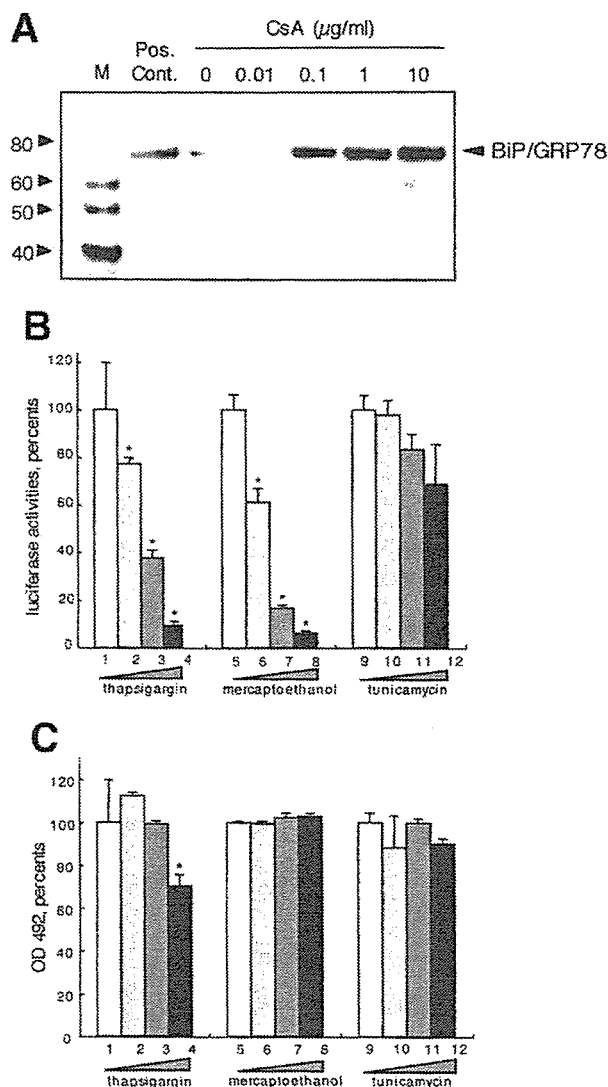 A
CsA (µg/ml)
Pos.
M Cont. 0 0.01 0.1 1 10
80
BiP/GRP78
60
50
40
B
luciferase activities, percents
120
100
80
60
40
20
0
1 2 3 4 5 6 7 8 9 10 11 12
thapsigargin mercaptoethanol tunicamycin
* * * * * *
C
OD 492, percents
120
100
80
60
40
20
0
*
1 2 3 4 5 6 7 8 9 10 11 12
thapsigargin mercaptoethanol tunicamycin